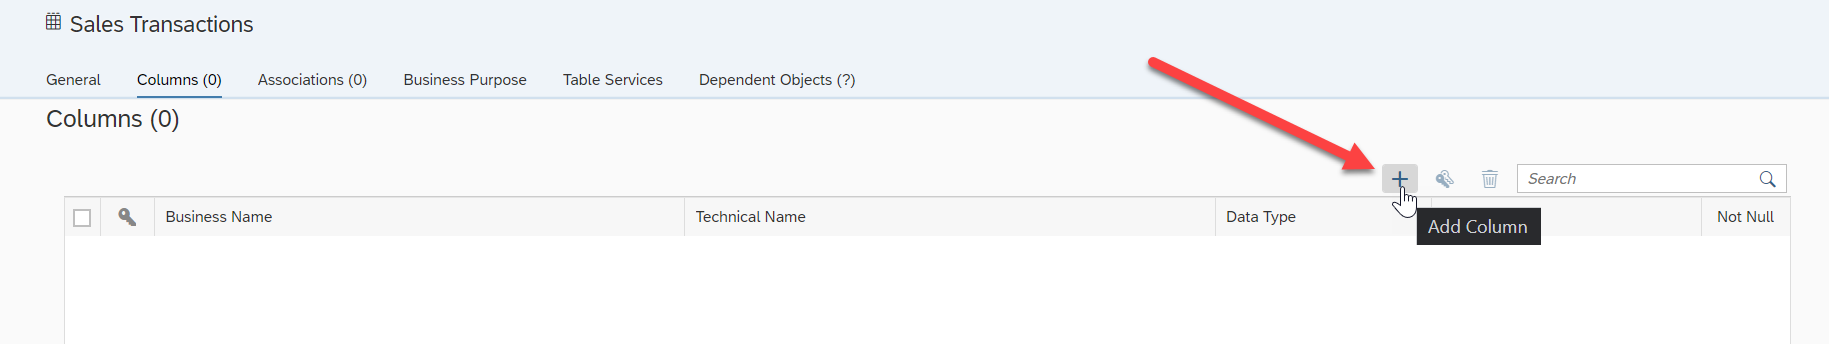 Sales Transactions
General Columns (0) Associations (0) Business Purpose Table Services Dependent Objects (?)
Columns (0)
Search
Business Name Technical Name Data Type Not Null
Add Column